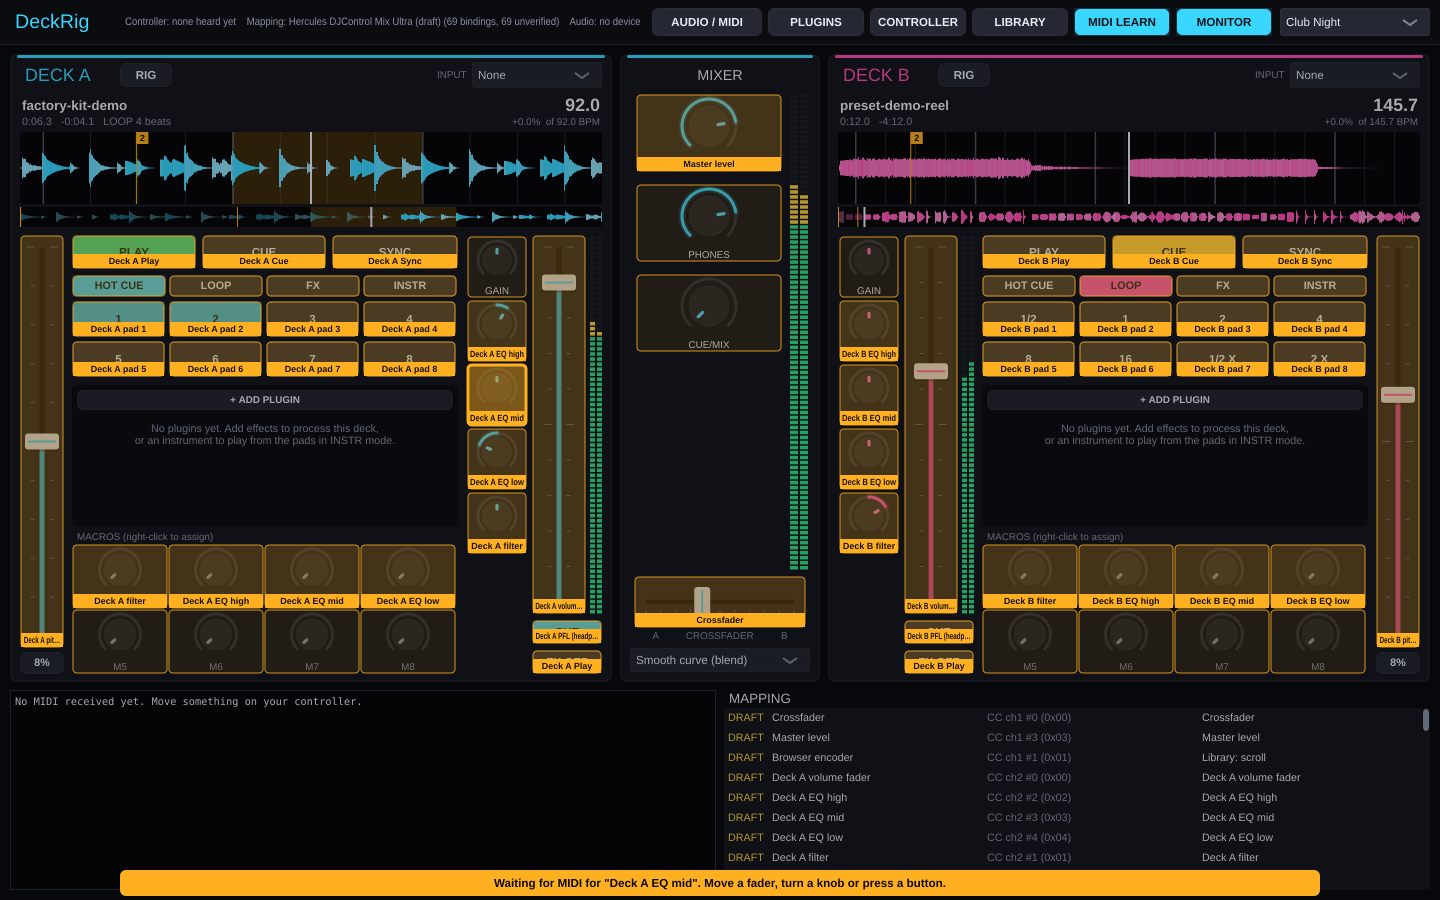 DeckRig
Controller: none heard yet Mapping: Hercules DJControl Mix Ultra (draft) (69 bindings, 69 unverified) Audio: no device
AUDIO / MIDI PLUGINS CONTROLLER LIBRARY MIDI LEARN MONITOR Club Night
DECK A RIG INPUT None
factory-kit-demo 92.0
0:06.3 -0:04.1 LOOP 4 beats +0.0% of 92.0 BPM
2
PLAY CUE SYNC
Deck A Play Deck A Cue Deck A Sync
HOT CUE LOOP FX INSTR
1 2 3 4
Deck A pad 1 Deck A pad 2 Deck A pad 3 Deck A pad 4
5 6 7 8
Deck A pad 5 Deck A pad 6 Deck A pad 7 Deck A pad 8
+ ADD PLUGIN
No plugins yet. Add effects to process this deck,
or an instrument to play from the pads in INSTR mode.
MACROS (right-click to assign)
Deck A filter Deck A EQ high Deck A EQ mid Deck A EQ low
M5 M6 M7 M8
Deck A pit...
8%
GAIN
Deck A EQ high
Deck A EQ mid
Deck A EQ low
Deck A filter
Deck A volum...
Deck A PFL (headp...
Deck A Play
MIXER
Master level
PHONES
CUE/MIX
Crossfader
A CROSSFADER B
Smooth curve (blend)
DECK B RIG INPUT None
preset-demo-reel 145.7
0:12.0 -4:12.0 +0.0% of 145.7 BPM
2
GAIN
Deck B EQ high
Deck B EQ mid
Deck B EQ low
Deck B filter
Deck B volum...
Deck B PFL (headp...
Deck B Play
PLAY CUE SYNC
Deck B Play Deck B Cue Deck B Sync
HOT CUE LOOP FX INSTR
1/2 1 2 4
Deck B pad 1 Deck B pad 2 Deck B pad 3 Deck B pad 4
8 16 1/2 X 2 X
Deck B pad 5 Deck B pad 6 Deck B pad 7 Deck B pad 8
+ ADD PLUGIN
No plugins yet. Add effects to process this deck,
or an instrument to play from the pads in INSTR mode.
MACROS (right-click to assign)
Deck B filter Deck B EQ high Deck B EQ mid Deck B EQ low
M5 M6 M7 M8
Deck B pit...
8%
No MIDI received yet. Move something on your controller.
MAPPING
DRAFT Crossfader CC ch1 #0 (0x00) Crossfader
DRAFT Master level CC ch1 #3 (0x03) Master level
DRAFT Browser encoder CC ch1 #1 (0x01) Library: scroll
DRAFT Deck A volume fader CC ch2 #0 (0x00) Deck A volume fader
DRAFT Deck A EQ high CC ch2 #2 (0x02) Deck A EQ high
DRAFT Deck A EQ mid CC ch2 #3 (0x03) Deck A EQ mid
DRAFT Deck A EQ low CC ch2 #4 (0x04) Deck A EQ low
DRAFT Deck A filter CC ch2 #1 (0x01) Deck A filter
Waiting for MIDI for "Deck A EQ mid". Move a fader, turn a knob or press a button.